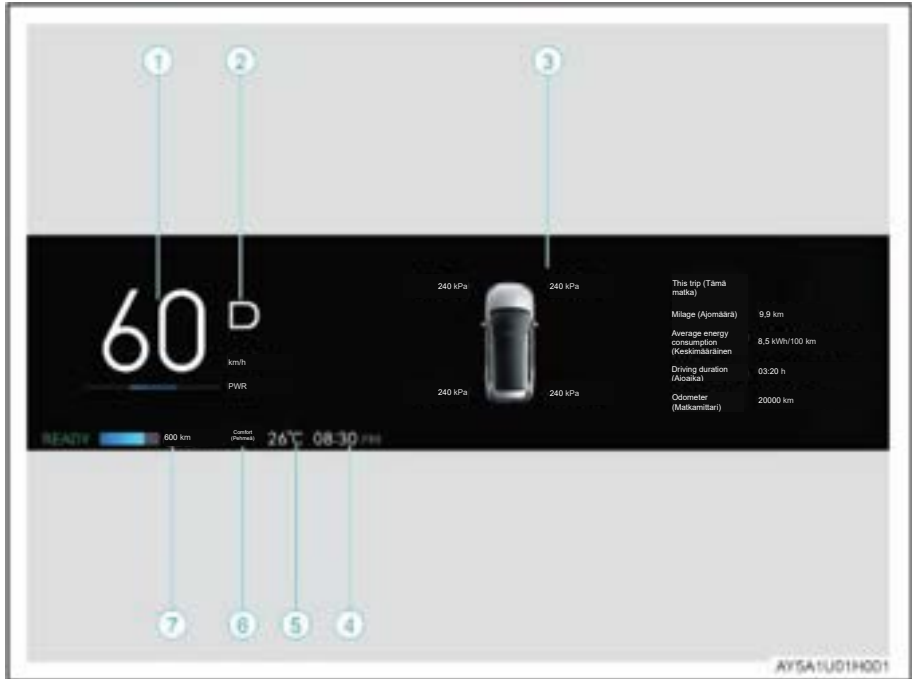 1 2 3
60 D
km/h
PWR
READY 600 km
Comfort
(Pehmeä)
26℃ 08:30 PM
240 kPa 240 kPa
240 kPa 240 kPa
This trip (Tämä
matka)
Milage (Ajomäärä) 9,9 km
Average energy
consumption
(Keskimääräinen
8,5 kWh/100 km
Driving duration
(Ajoaika)
03:20 h
Odometer
(Matkamittari)
20000 km
7 6 5 4
AY5A1U01H001